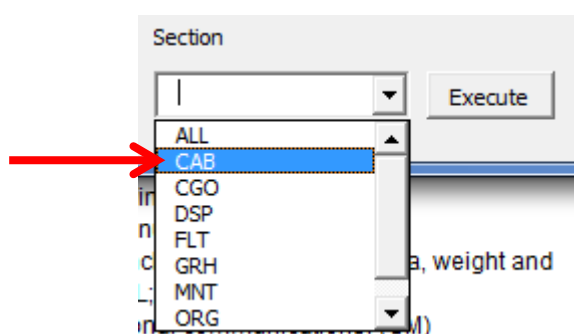 Section
Execute
ALL
CAB
CGO
DSP
FLT
GRH
a, weight and
MNT
ORG